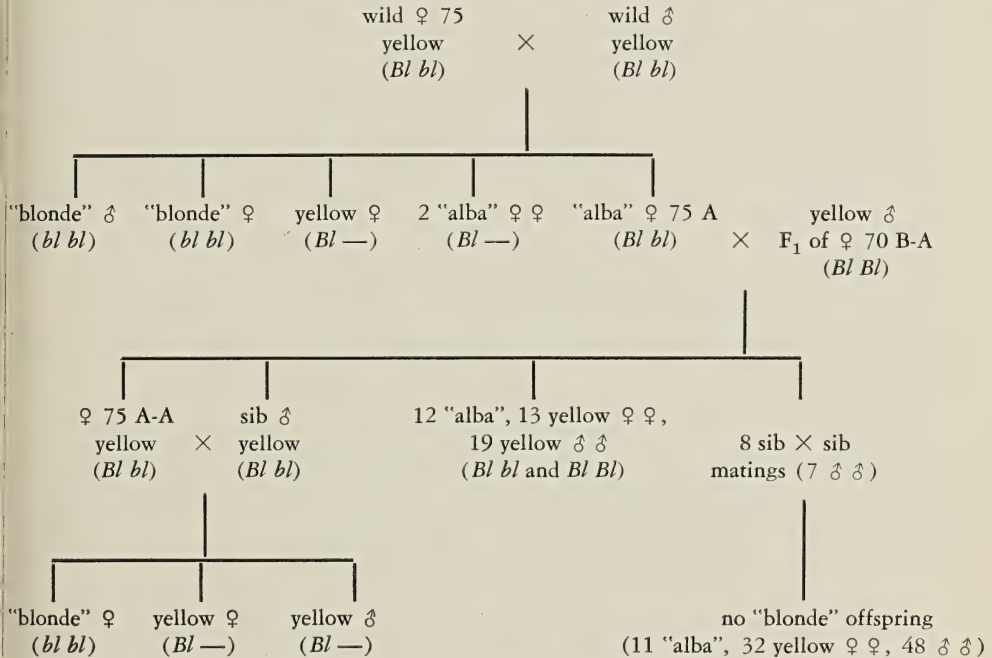 wild ♀ 75
yellow
(Bl bl)
×
wild ♂
yellow
(Bl bl)
"blonde" ♂
(bl bl)
"blonde" ♀
(bl bl)
yellow ♀
(Bl —)
2 "alba" ♀ ♀
(Bl —)
"alba" ♀ 75 A
(Bl bl)
×
yellow ♂
F₁ of ♀ 70 B-A
(Bl Bl)
♀ 75 A-A
yellow
(Bl bl)
×
sib ♂
yellow
(Bl bl)
12 "alba", 13 yellow ♀ ♀,
19 yellow ♂ ♂
(Bl bl and Bl Bl)
8 sib × sib
matings (7 ♂ ♂)
"blonde" ♀
(bl bl)
yellow ♀
(Bl —)
yellow ♂
(Bl —)
no "blonde" offspring
(11 "alba", 32 yellow ♀ ♀, 48 ♂ ♂)